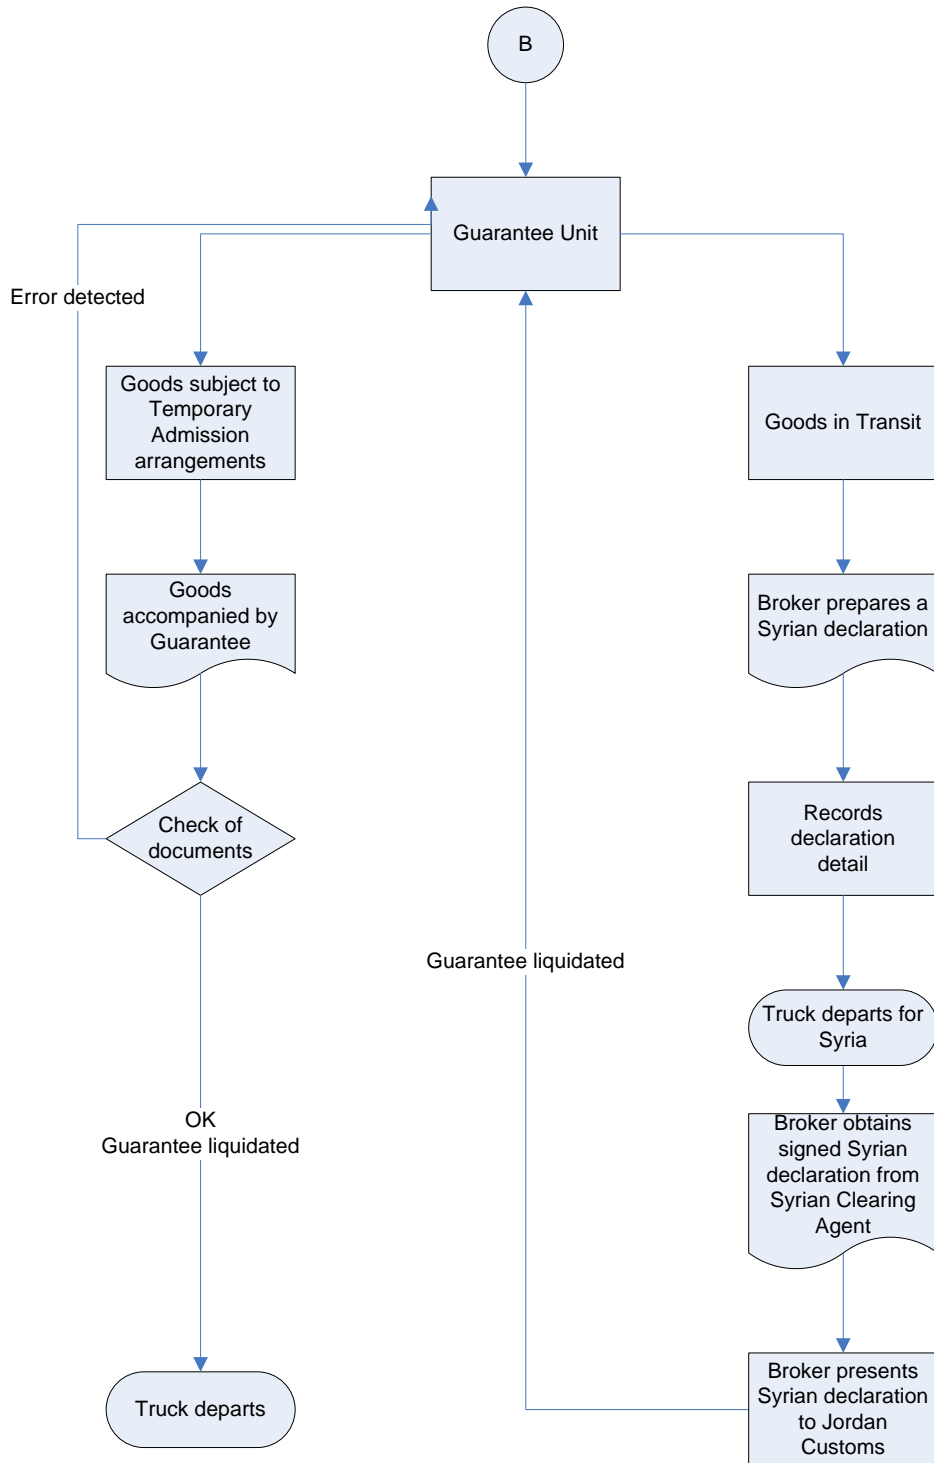 B
Guarantee Unit
Error detected
Goods subject to
Temporary
Admission
arrangements
Goods
accompanied by
Guarantee
Check of
documents
OK
Guarantee liquidated
Truck departs
Guarantee liquidated
Goods in Transit
Broker prepares a
Syrian declaration
Records
declaration
detail
Truck departs for
Syria
Broker obtains
signed Syrian
declaration from
Syrian Clearing
Agent
Broker presents
Syrian declaration
to Jordan
Customs